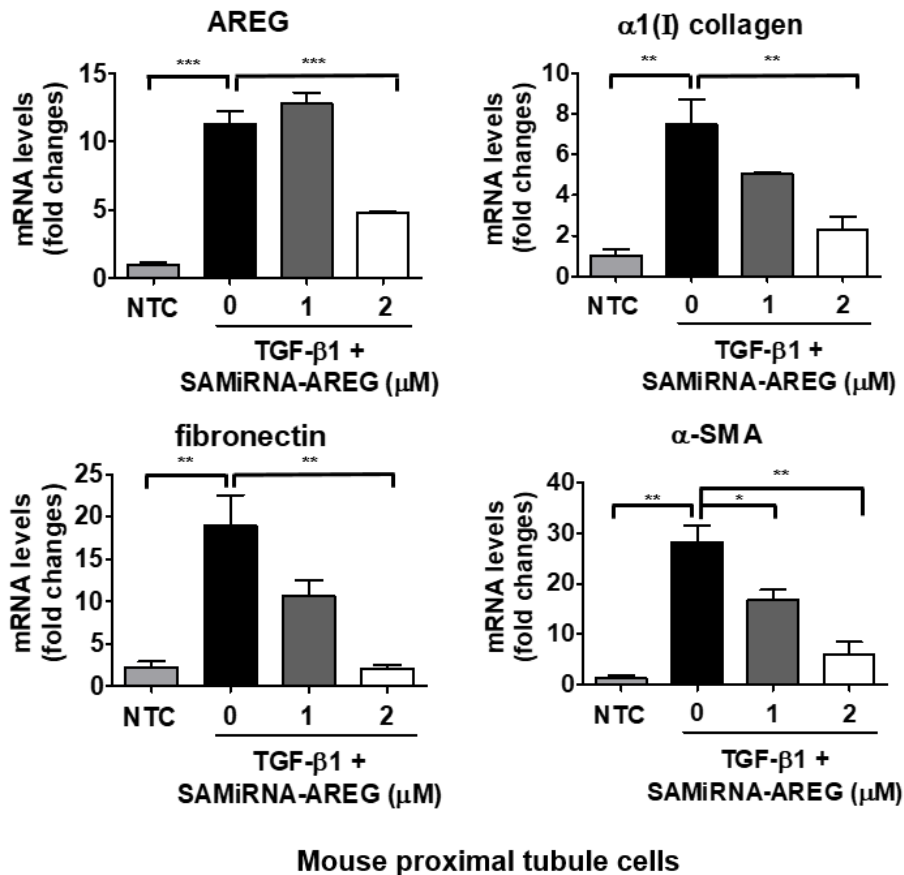 AREG
*** ***
mRNA levels
(fold changes)
15
10
5
0
NTC 0 1 2
TGF-β1 +
SAMiRNA-AREG (μM)
α1(I) collagen
** **
mRNA levels
(fold changes)
10
8
6
4
2
0
NTC 0 1 2
TGF-β1 +
SAMiRNA-AREG (μM)
fibronectin
** **
mRNA levels
(fold changes)
25
20
15
10
5
0
NTC 0 1 2
TGF-β1 +
SAMiRNA-AREG (μM)
α-SMA
**
** *
mRNA levels
(fold changes)
40
30
20
10
0
NTC 0 1 2
TGF-β1 +
SAMiRNA-AREG (μM)
Mouse proximal tubule cells